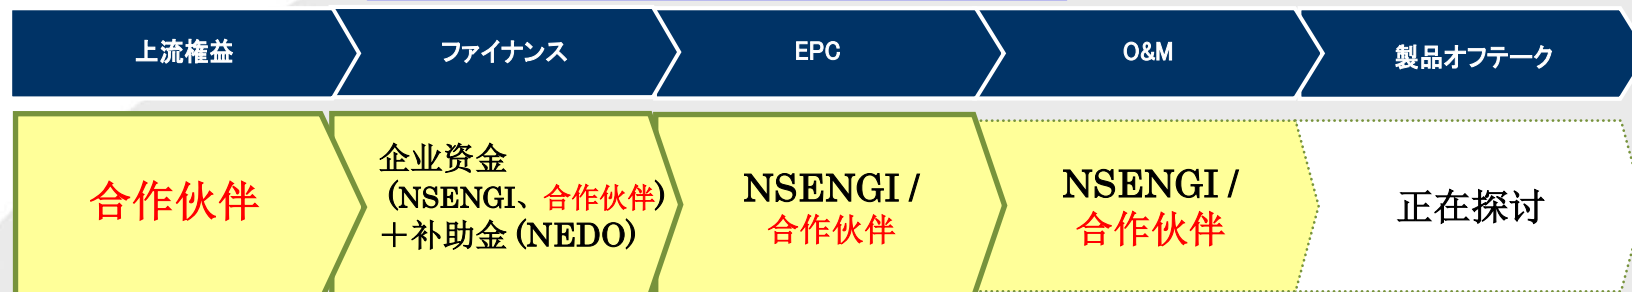 上流権益
ファイナンス
EPC
O&M
製品オフテーク
合作伙伴
企业资金
(NSENGI、合作伙伴)
＋补助金 (NEDO)
NSENGI /
合作伙伴
NSENGI /
合作伙伴
正在探讨